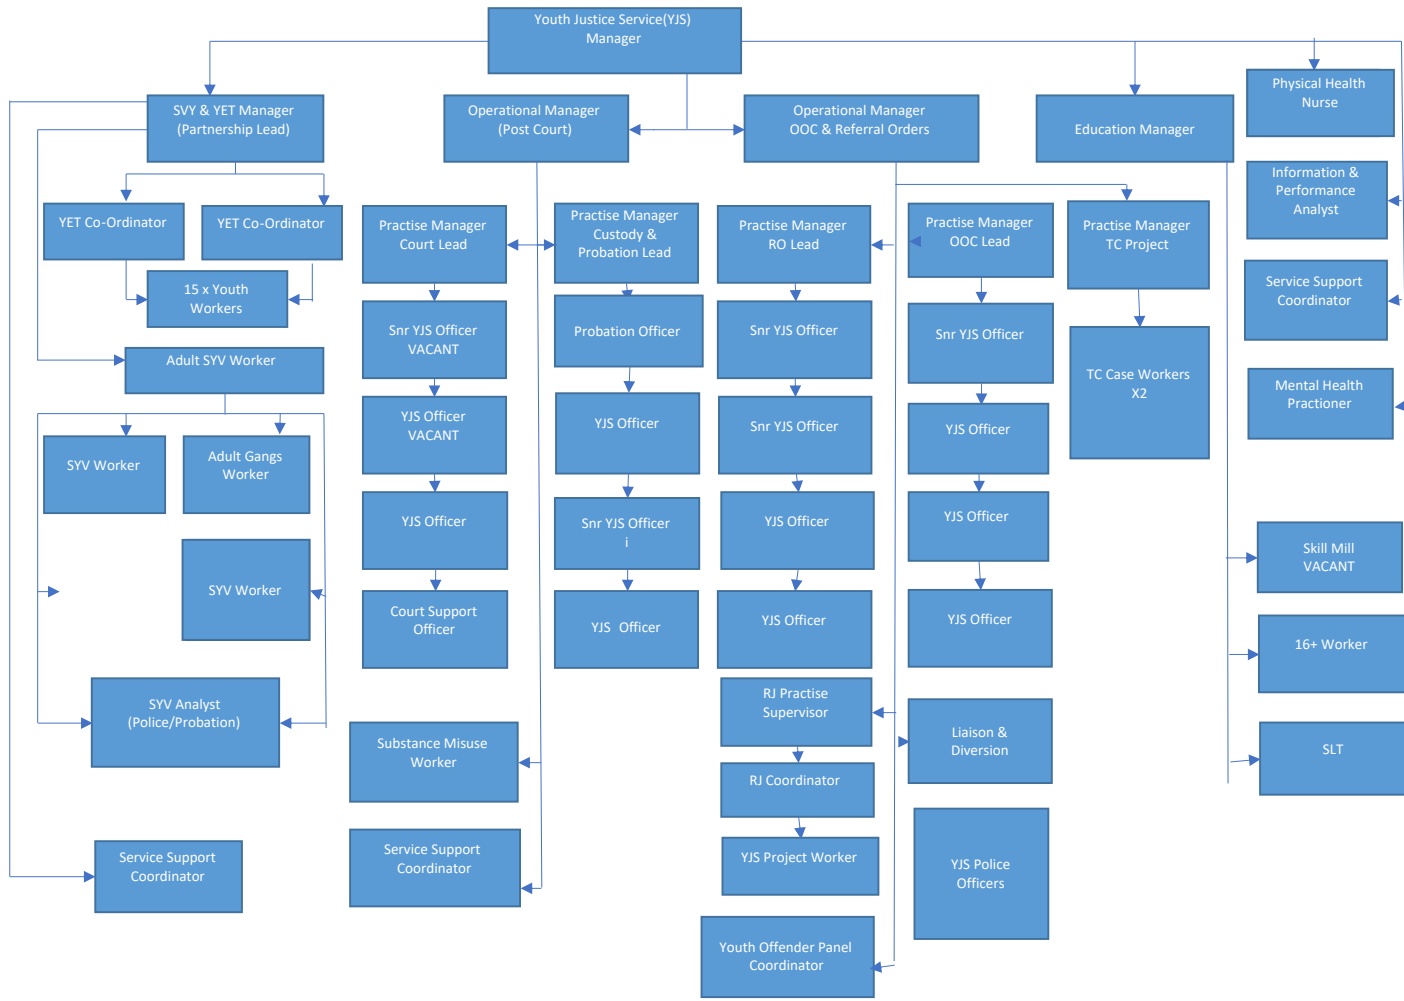 Youth Justice Service(YJS)
Manager
SVY & YET Manager
(Partnership Lead)
Operational Manager
(Post Court)
Operational Manager
OOC & Referral Orders
Education Manager
Physical Health
Nurse
Information &
Performance
Analyst
Service Support
Coordinator
Mental Health
Practioner
YET Co-Ordinator
YET Co-Ordinator
15 x Youth
Workers
Adult SYV Worker
SYV Worker
Adult Gangs
Worker
SYV Worker
SYV Analyst
(Police/Probation)
Service Support
Coordinator
Practise Manager
Court Lead
Snr YJS Officer
VACANT
YJS Officer
VACANT
YJS Officer
Court Support
Officer
Substance Misuse
Worker
Service Support
Coordinator
Practise Manager
Custody &
Probation Lead
Probation Officer
YJS Officer
Snr YJS Officer
i
YJS Officer
Practise Manager
RO Lead
Snr YJS Officer
Snr YJS Officer
YJS Officer
YJS Officer
RJ Practise
Supervisor
RJ Coordinator
YJS Project Worker
Youth Offender Panel
Coordinator
Practise Manager
OOC Lead
Snr YJS Officer
YJS Officer
YJS Officer
YJS Officer
Liaison &
Diversion
YJS Police
Officers
Practise Manager
TC Project
TC Case Workers
X2
Skill Mill
VACANT
16+ Worker
SLT